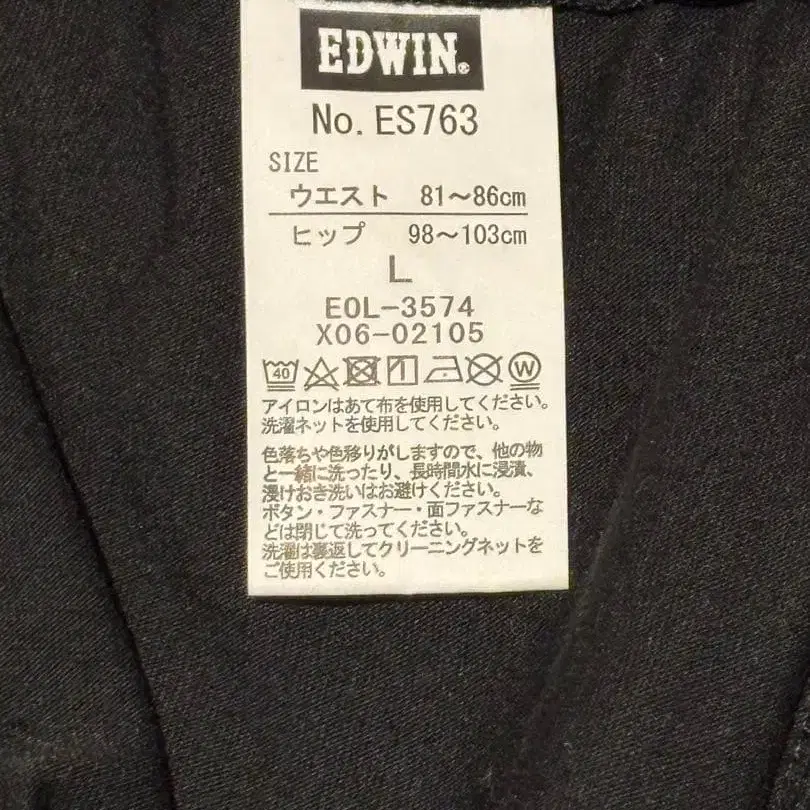 EDWIN®
No. ES763
SIZE
ウエスト 81～86cm
ヒップ 98～103cm
L
EOL-3574
X06-02105
40 W
アイロンはあて布を使用してください。
洗濯ネットを使用してください。
色落ちや色移りがしますので、他の物
と一緒に洗ったり、長時間水に浸漬、
浸けおき洗いはお避けください。
ボタン・ファスナー・面ファスナーな
どは閉じて洗ってください。
洗濯は裏返してクリーニングネットを
ご使用ください。